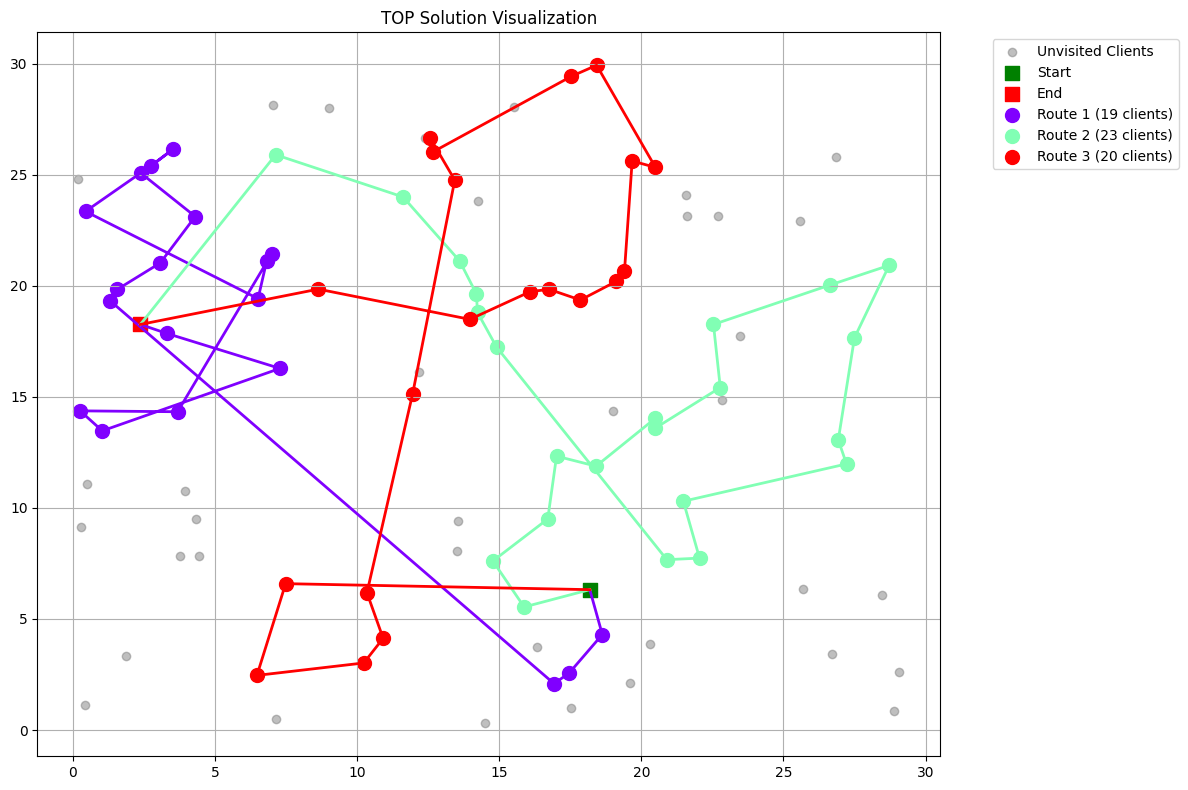 TOP Solution Visualization
30
25
20
15
10
5
0
0 5 10 15 20 25 30
Unvisited Clients
Start
End
Route 1 (19 clients)
Route 2 (23 clients)
Route 3 (20 clients)